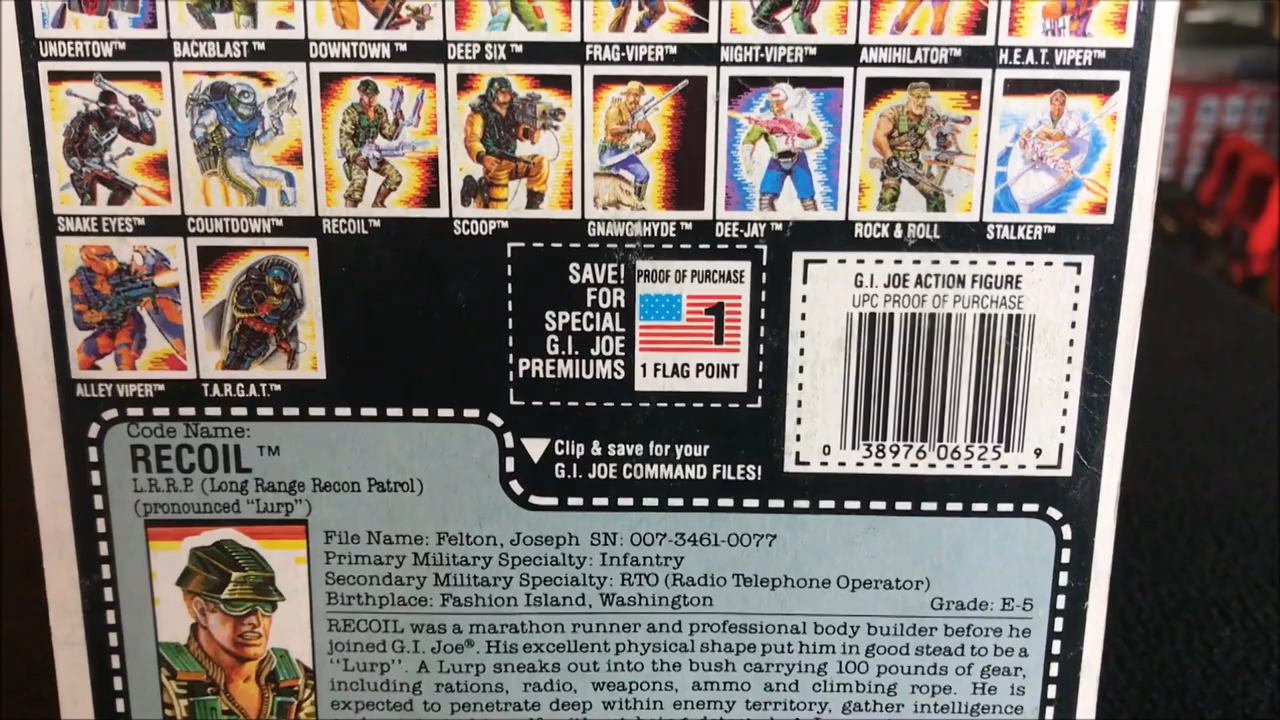 UNDERTOW™ BACKBLAST™ DOWNTOWN™ DEEP SIX™ FRAG-VIPER™ NIGHT-VIPER™ ANNIHILATOR™ H.E.A.T. VIPER™
SNAKE EYES™ COUNTDOWN™ RECOIL™ SCOOP™ GNAWGAHYDE™ DEE-JAY™ ROCK & ROLL STALKER™
ALLEY VIPER™ T.A.R.G.A.T.™
SAVE!
FOR
SPECIAL
G.I. JOE
PREMIUMS
PROOF OF PURCHASE
1
1 FLAG POINT
G.I. JOE ACTION FIGURE
UPC PROOF OF PURCHASE
0 38976 06525 9
Clip & save for your
G.I. JOE COMMAND FILES!
Code Name:
RECOIL™
L.R.R.P. (Long Range Recon Patrol)
(pronounced "Lurp")
File Name: Felton, Joseph SN: 007-3461-0077
Primary Military Specialty: Infantry
Secondary Military Specialty: RTO (Radio Telephone Operator)
Birthplace: Fashion Island, Washington Grade: E-5
RECOIL was a marathon runner and professional body builder before he
joined G.I. Joe®. His excellent physical shape put him in good stead to be a
"Lurp". A Lurp sneaks out into the bush carrying 100 pounds of gear,
including rations, radio, weapons, ammo and climbing rope. He is
expected to penetrate deep within enemy territory, gather intelligence